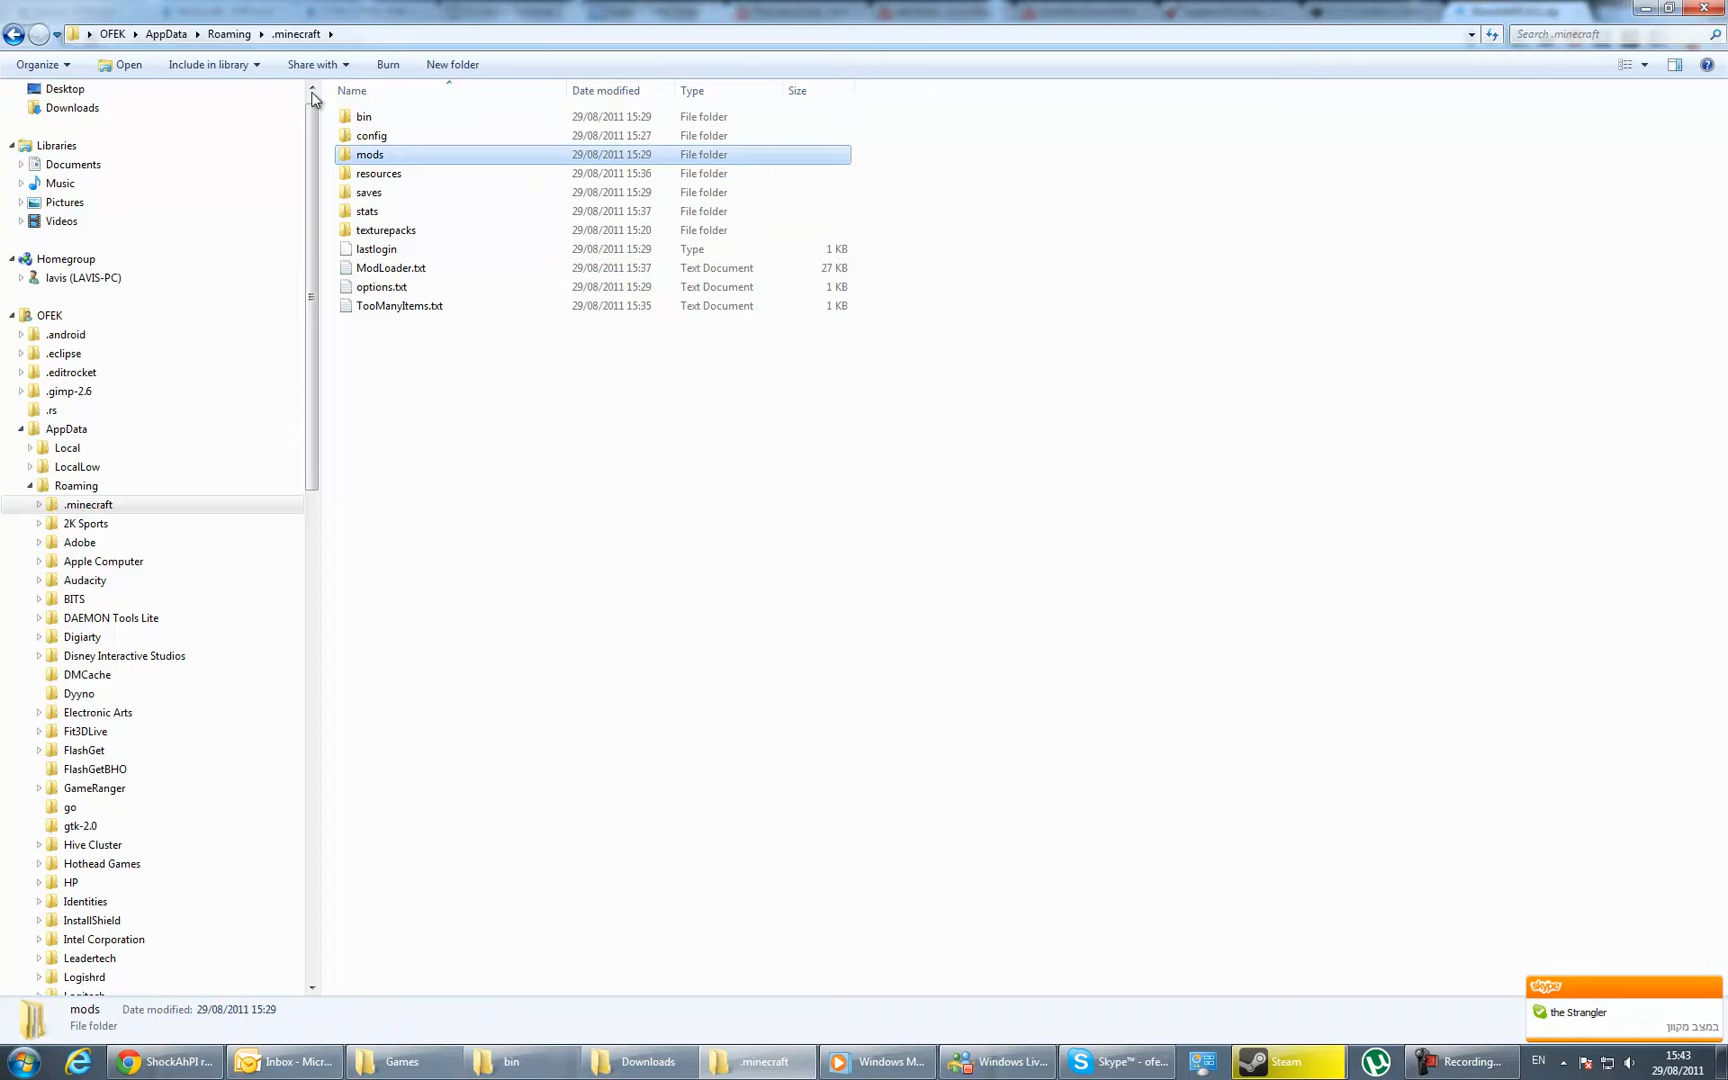 OFEK AppData Roaming .minecraft Search .minecraft
Organize Open Include in library Share with Burn New folder
Desktop
Downloads
Libraries
Documents
Music
Pictures
Videos
Homegroup
lavis (LAVIS-PC)
OFEK
.android
.eclipse
.editrocket
.gimp-2.6
.rs
AppData
Local
LocalLow
Roaming
.minecraft
2K Sports
Adobe
Apple Computer
Audacity
BITS
DAEMON Tools Lite
Digiarty
Disney Interactive Studios
DMCache
Dyyno
Electronic Arts
Fit3DLive
FlashGet
FlashGetBHO
GameRanger
go
gtk-2.0
Hive Cluster
Hothead Games
HP
Identities
InstallShield
Intel Corporation
Leadertech
Logishrd
Name Date modified Type Size
bin 29/08/2011 15:29 File folder
config 29/08/2011 15:27 File folder
mods 29/08/2011 15:29 File folder
resources 29/08/2011 15:36 File folder
saves 29/08/2011 15:29 File folder
stats 29/08/2011 15:37 File folder
texturepacks 29/08/2011 15:20 File folder
lastlogin 29/08/2011 15:29 Type 1 KB
ModLoader.txt 29/08/2011 15:37 Text Document 27 KB
options.txt 29/08/2011 15:29 Text Document 1 KB
TooManyItems.txt 29/08/2011 15:35 Text Document 1 KB
mods Date modified: 29/08/2011 15:29
File folder
skype
the Strangler
במצב מקוון
ShockAhPI r... Inbox - Micr... Games bin Downloads .minecraft Windows M... Windows Liv... Skype™ - ofe... Steam Recording... EN 15:43
29/08/2011